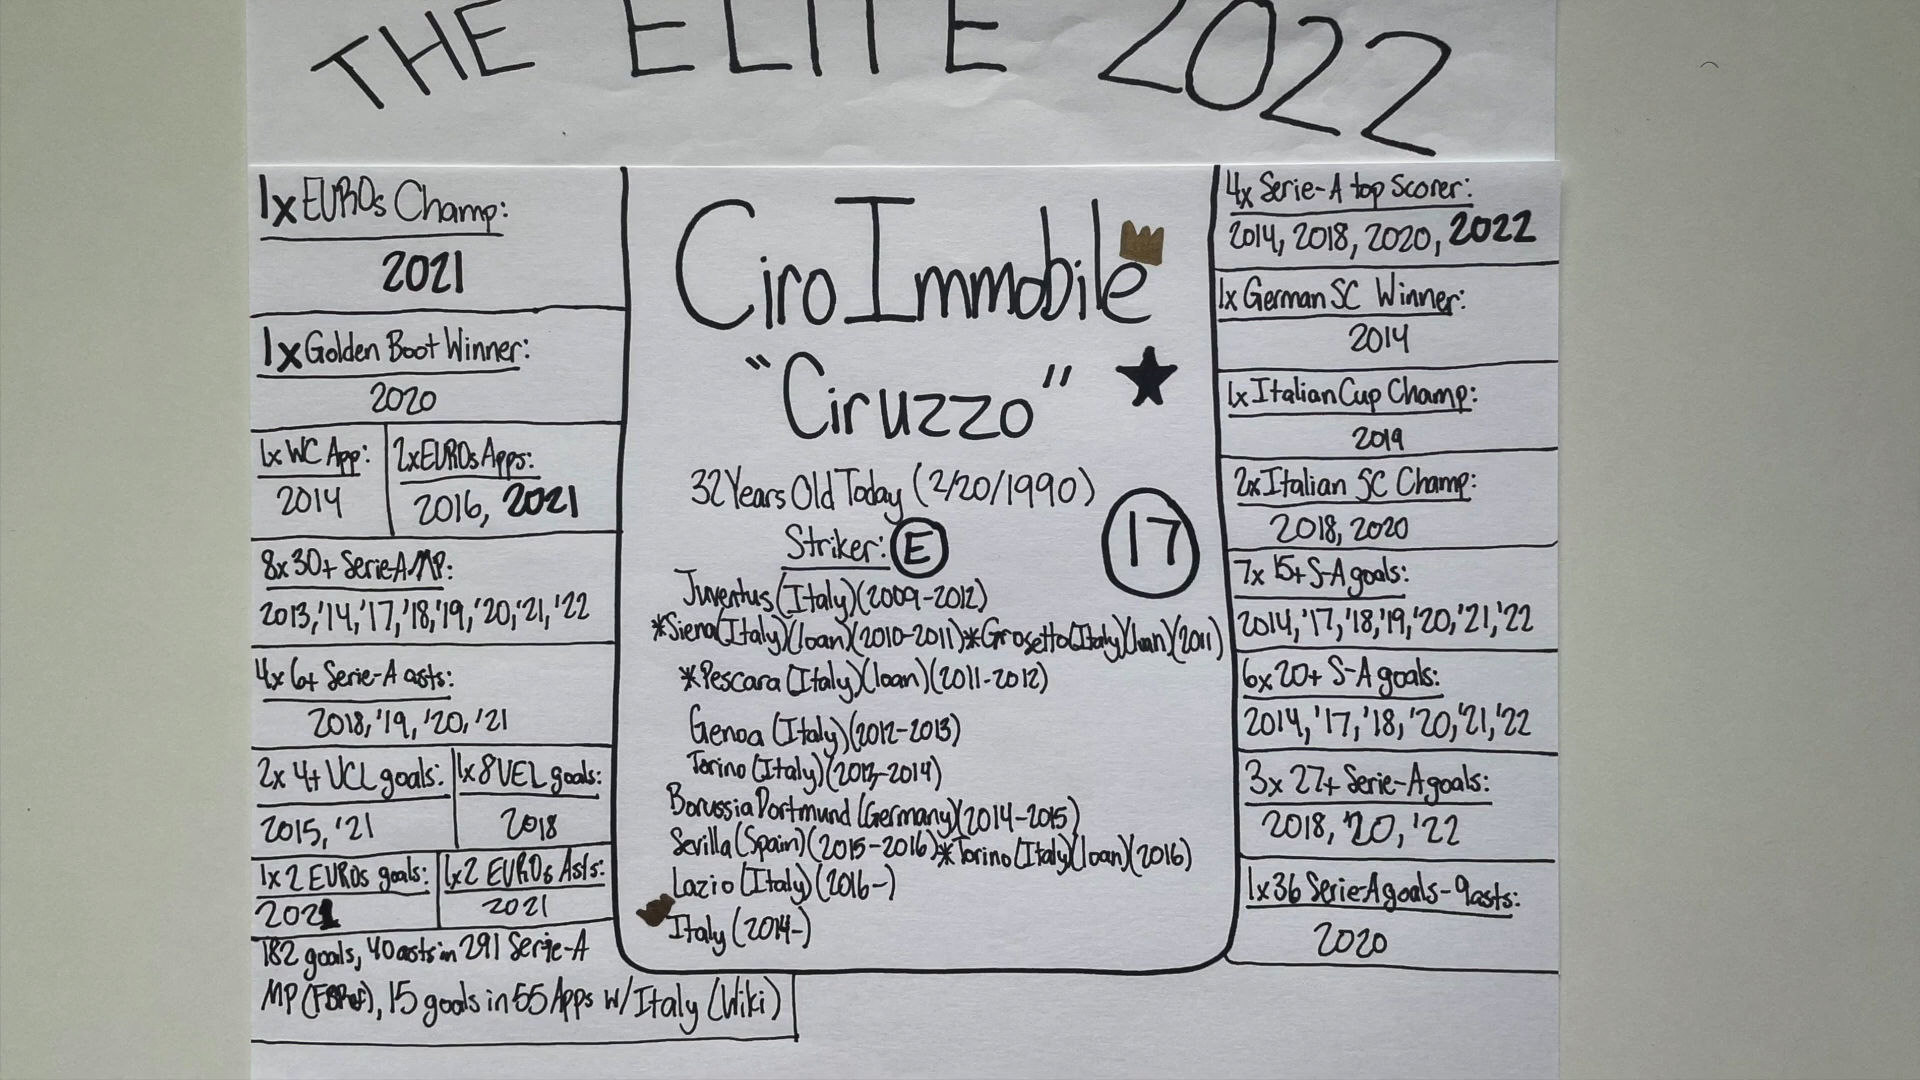 THE ELITE 2022
1x EUROs Champ:
2021
1x Golden Boot Winner:
2020
1x WC App:
2014
2x EUROs Apps:
2016, 2021
8x 30+ Serie-A MP:
2013,'14,'17,'18,'19,'20,'21,'22
4x 6+ Serie-A asts:
2018,'19,'20,'21
2x 4+ UCL goals:
2015,'21
1x 8 VEL goals:
2018
1x 2 EUROs goals:
2021
1x2 EUROs Asts:
2021
182 goals, 40 asts in 291 Serie-A
MP (FBRef), 15 goals in 55 Apps w/ Italy (Wiki)
Ciro Immobile
"Ciruzzo"
32 Years Old Today (2/20/1990)
Striker: E
17
Juventus (Italy)(2009-2012)
*Siena(Italy)(loan)(2010-2011)*Grosetto(Italy)(loan)(2011)
*Pescara (Italy)(loan)(2011-2012)
Genoa (Italy)(2012-2013)
Torino (Italy)(2013-2014)
Borussia Dortmund (Germany)(2014-2015)
Sevilla (Spain)(2015-2016)*Torino(Italy)(loan)(2016)
Lazio (Italy)(2016-)
Italy (2014-)
4x Serie-A top Scorer:
2014, 2018, 2020, 2022
1x German SC Winner:
2014
1x Italian Cup Champ:
2019
2x Italian SC Champ:
2018, 2020
7x 15+ S-A goals:
2014,'17,'18,'19,'20,'21,'22
6x 20+ S-A goals:
2014,'17,'18,'20,'21,'22
3x 27+ Serie-A goals:
2018,'20,'22
1x36 Serie-A goals-9asts:
2020